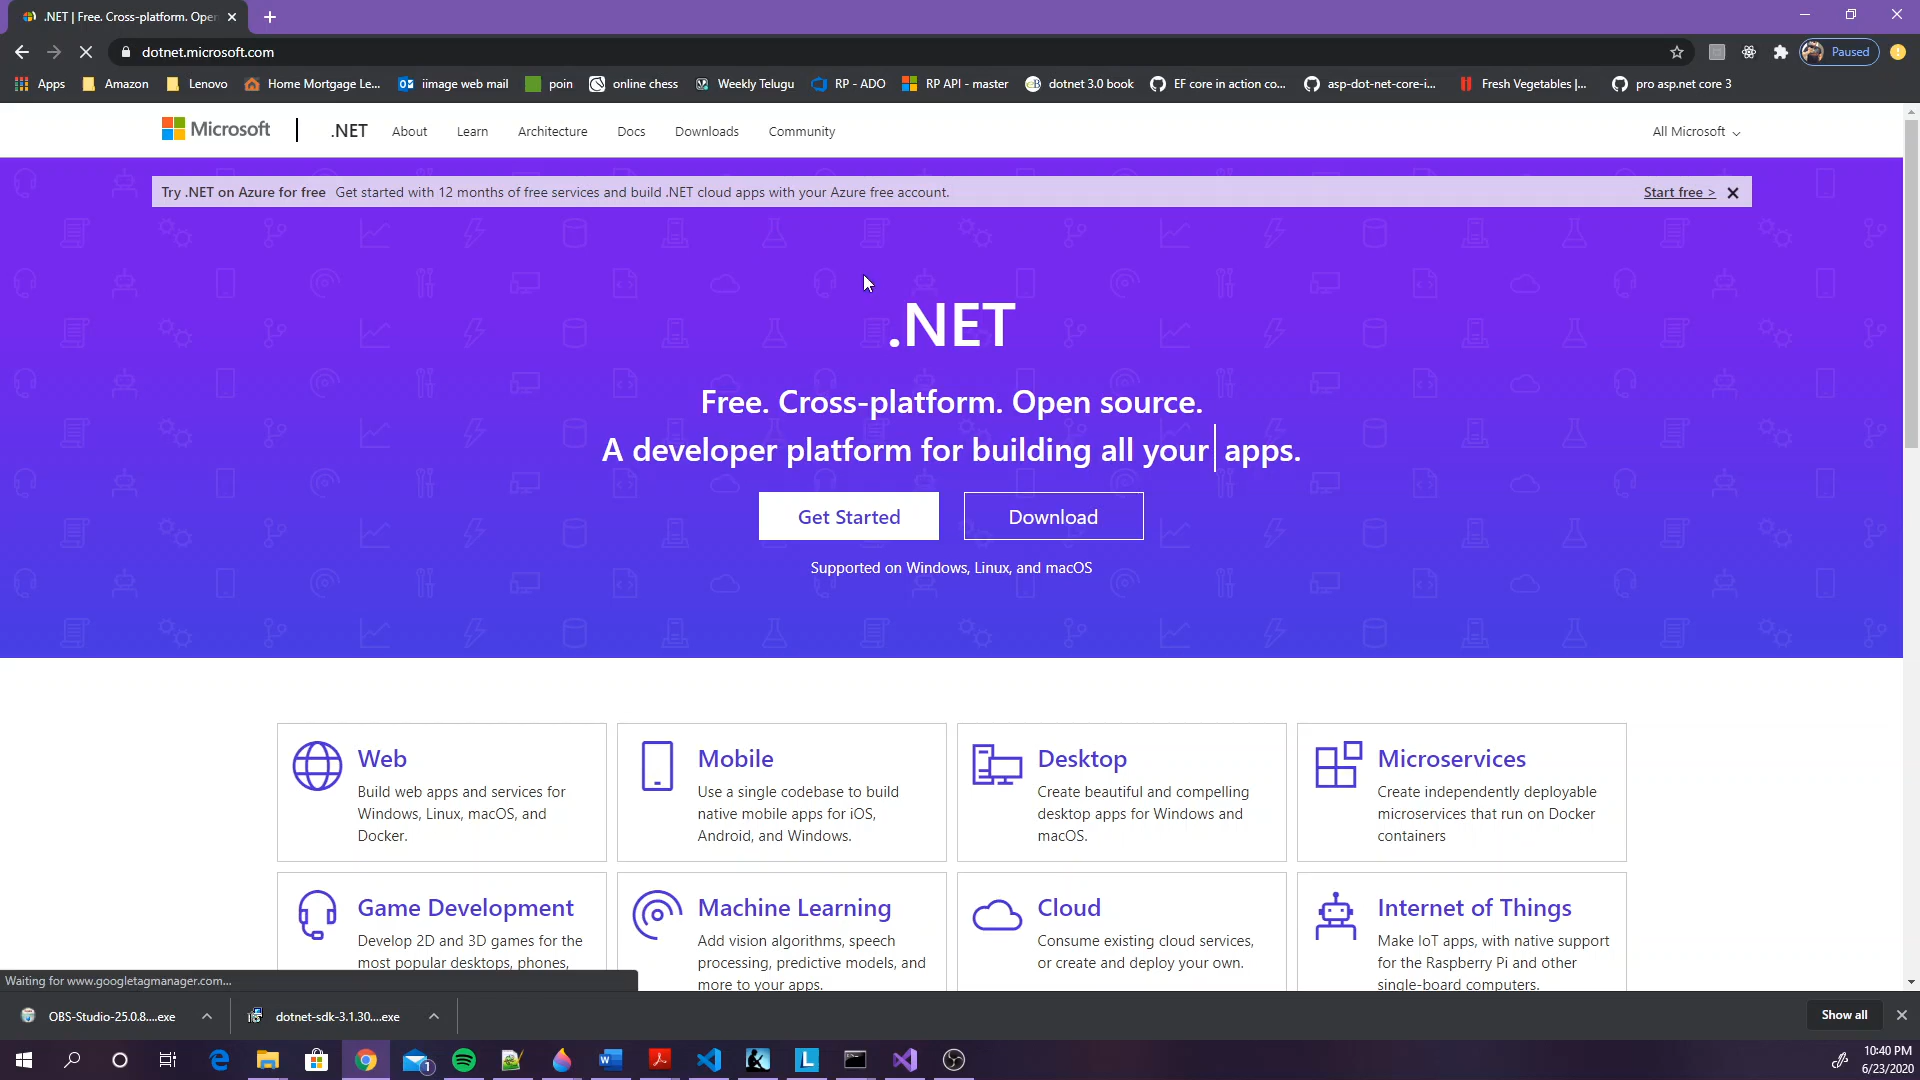 .NET | Free. Cross-platform. Oper
dotnet.microsoft.com
Paused
Apps
Amazon
Lenovo
Home Mortgage Le...
iimage web mail
poin
online chess
Weekly Telugu
RP - ADO
RP API - master
dotnet 3.0 book
EF core in action co...
asp-dot-net-core-i...
Fresh Vegetables |...
pro asp.net core 3
Microsoft
.NET
About
Learn
Architecture
Docs
Downloads
Community
All Microsoft
Try .NET on Azure for free Get started with 12 months of free services and build .NET cloud apps with your Azure free account.
Start free >
.NET
Free. Cross-platform. Open source.
A developer platform for building all your apps.
Get Started
Download
Supported on Windows, Linux, and macOS
Web
Build web apps and services for
Windows, Linux, macOS, and
Docker.
Mobile
Use a single codebase to build
native mobile apps for iOS,
Android, and Windows.
Desktop
Create beautiful and compelling
desktop apps for Windows and
macOS.
Microservices
Create independently deployable
microservices that run on Docker
containers
Game Development
Develop 2D and 3D games for the
most popular desktops, phones,
Machine Learning
Add vision algorithms, speech
processing, predictive models, and
more to your apps.
Cloud
Consume existing cloud services,
or create and deploy your own.
Internet of Things
Make IoT apps, with native support
for the Raspberry Pi and other
single-board computers.
Waiting for www.googletagmanager.com...
OBS-Studio-25.0.8....exe
dotnet-sdk-3.1.30....exe
Show all
1
10:40 PM
6/23/2020